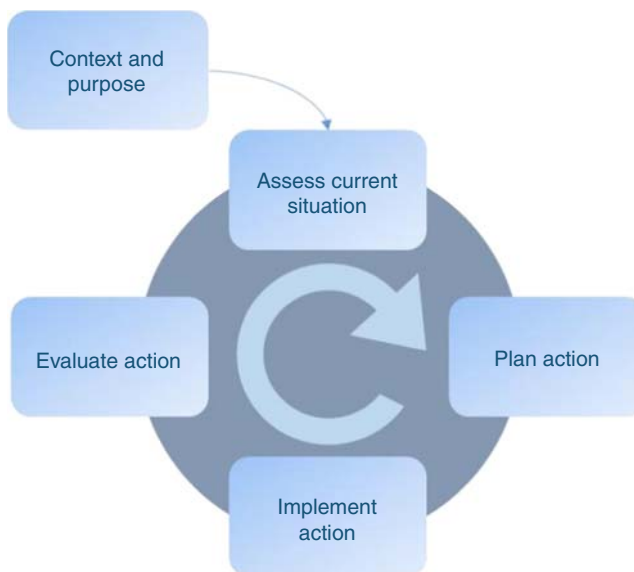 Context and
purpose
Assess current
situation
Evaluate action
Plan action
Implement
action